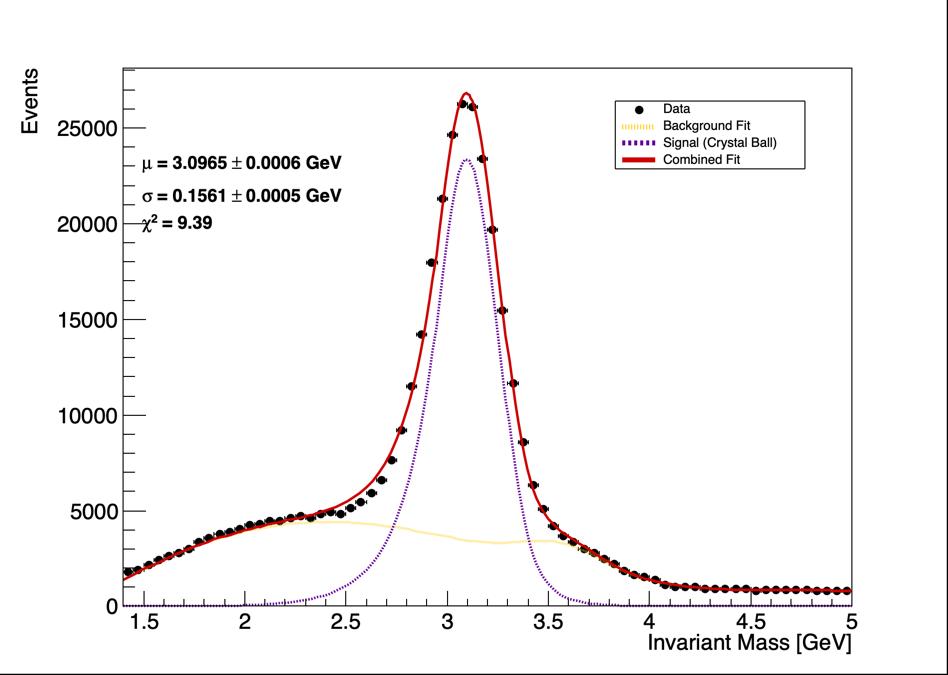 Events
25000
20000
15000
10000
5000
0
μ = 3.0965 ± 0.0006 GeV
σ = 0.1561 ± 0.0005 GeV
χ² = 9.39
Data
Background Fit
Signal (Crystal Ball)
Combined Fit
1.5 2 2.5 3 3.5 4 4.5 5
Invariant Mass [GeV]